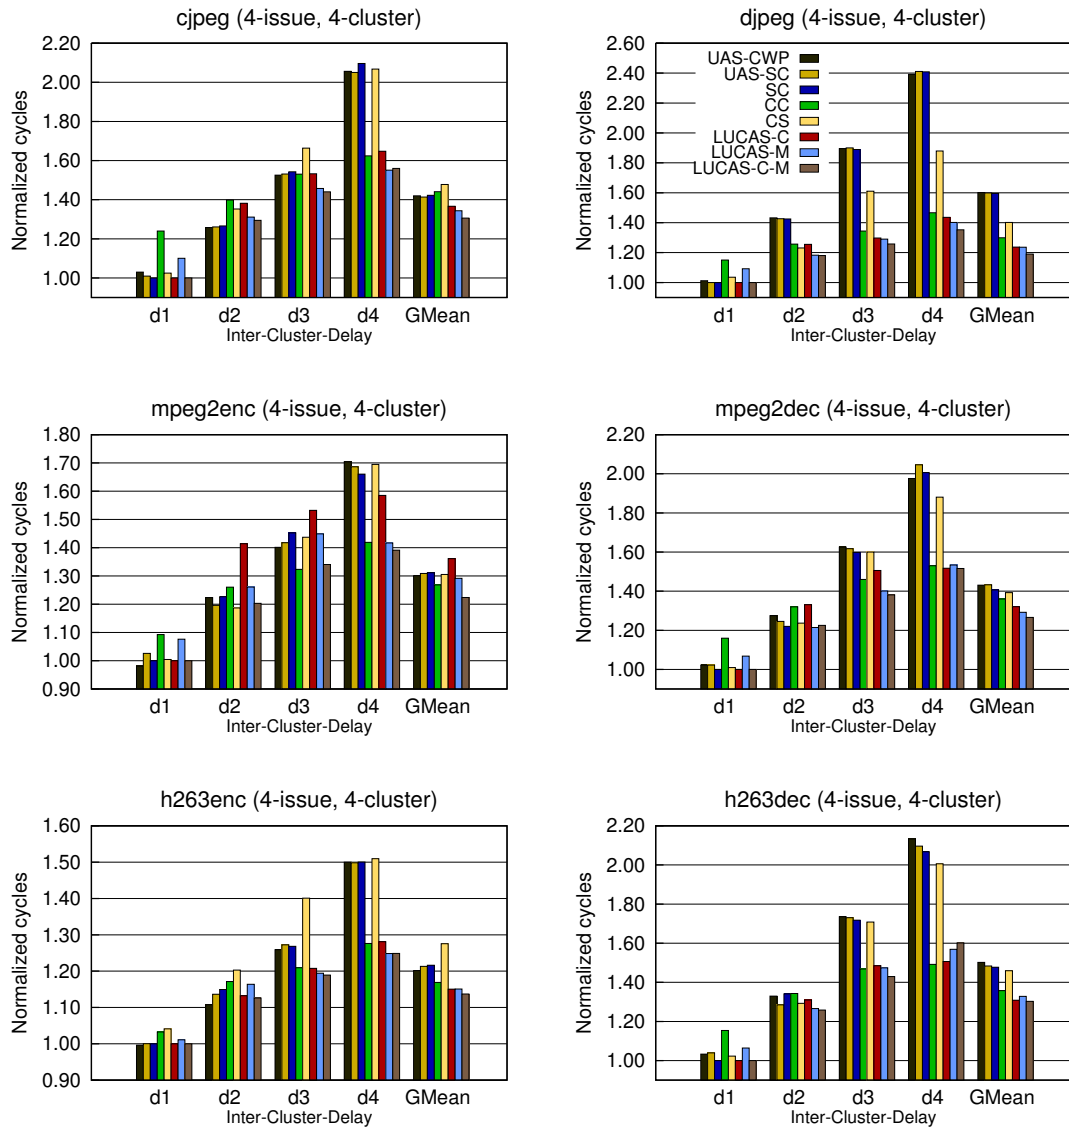 cjpeg (4-issue, 4-cluster)
Normalized cycles
2.20
2.00
1.80
1.60
1.40
1.20
1.00
d1 d2 d3 d4 GMean
Inter-Cluster-Delay
djpeg (4-issue, 4-cluster)
Normalized cycles
2.60
2.40
2.20
2.00
1.80
1.60
1.40
1.20
1.00
UAS-CWP
UAS-SC
SC
CC
CS
LUCAS-C
LUCAS-M
LUCAS-C-M
d1 d2 d3 d4 GMean
Inter-Cluster-Delay
mpeg2enc (4-issue, 4-cluster)
Normalized cycles
1.80
1.70
1.60
1.50
1.40
1.30
1.20
1.10
1.00
0.90
d1 d2 d3 d4 GMean
Inter-Cluster-Delay
mpeg2dec (4-issue, 4-cluster)
Normalized cycles
2.20
2.00
1.80
1.60
1.40
1.20
1.00
d1 d2 d3 d4 GMean
Inter-Cluster-Delay
h263enc (4-issue, 4-cluster)
Normalized cycles
1.60
1.50
1.40
1.30
1.20
1.10
1.00
0.90
d1 d2 d3 d4 GMean
Inter-Cluster-Delay
h263dec (4-issue, 4-cluster)
Normalized cycles
2.20
2.00
1.80
1.60
1.40
1.20
1.00
d1 d2 d3 d4 GMean
Inter-Cluster-Delay